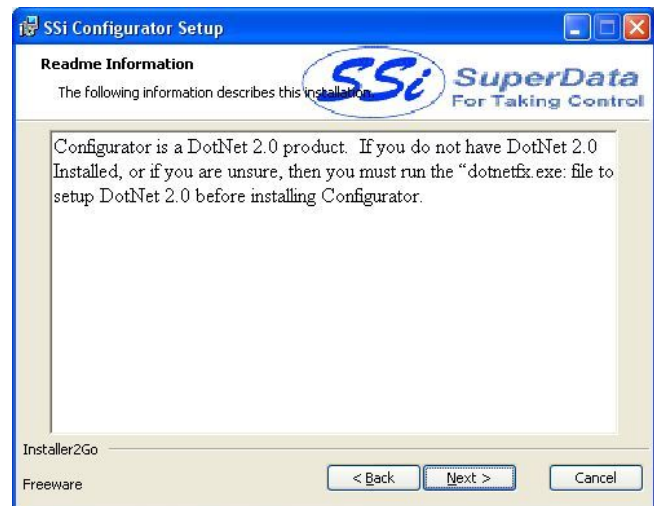 SSi Configurator Setup
Readme Information
The following information describes this installation.
SSi SuperData
For Taking Control
Configurator is a DotNet 2.0 product. If you do not have DotNet 2.0
Installed, or if you are unsure, then you must run the “dotnetfx.exe: file to
setup DotNet 2.0 before installing Configurator.
Installer2Go
Freeware
< Back
Next >
Cancel